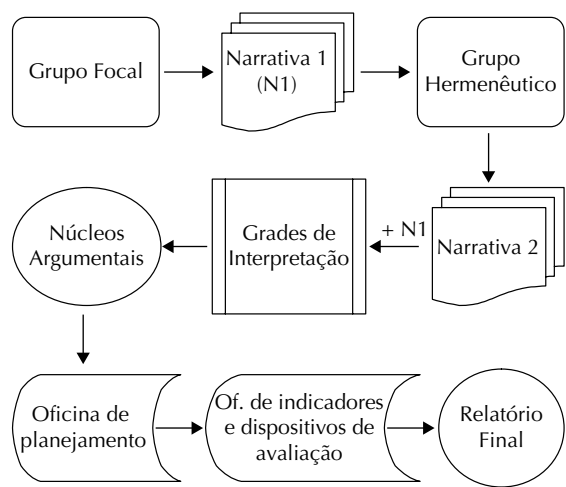 Grupo Focal
Narrativa 1
(N1)
Grupo
Hermenêutico
Núcleos
Argumentais
Grades de
Interpretação
+ N1
Narrativa 2
Oficina de
planejamento
Of. de indicadores
e dispositivos de
avaliação
Relatório
Final